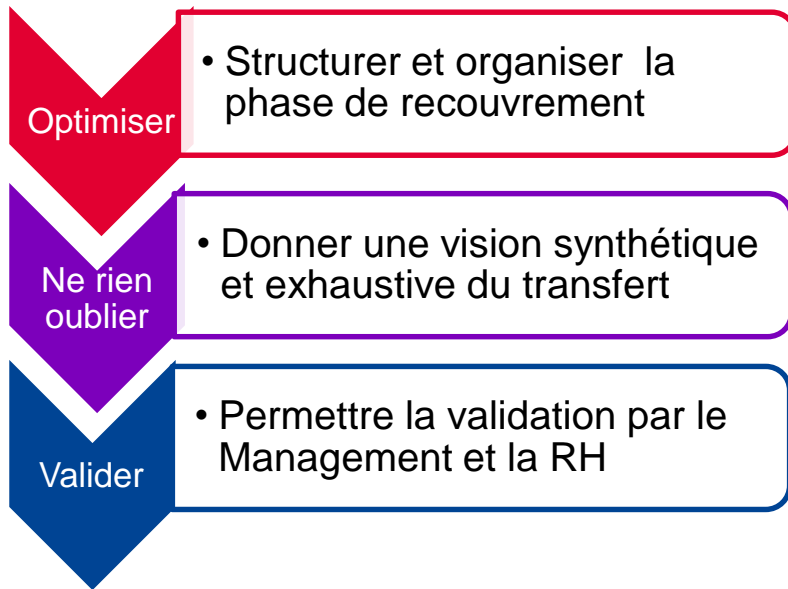 Optimiser
• Structurer et organiser la
phase de recouvrement
Ne rien
oublier
• Donner une vision synthétique
et exhaustive du transfert
Valider
• Permettre la validation par le
Management et la RH